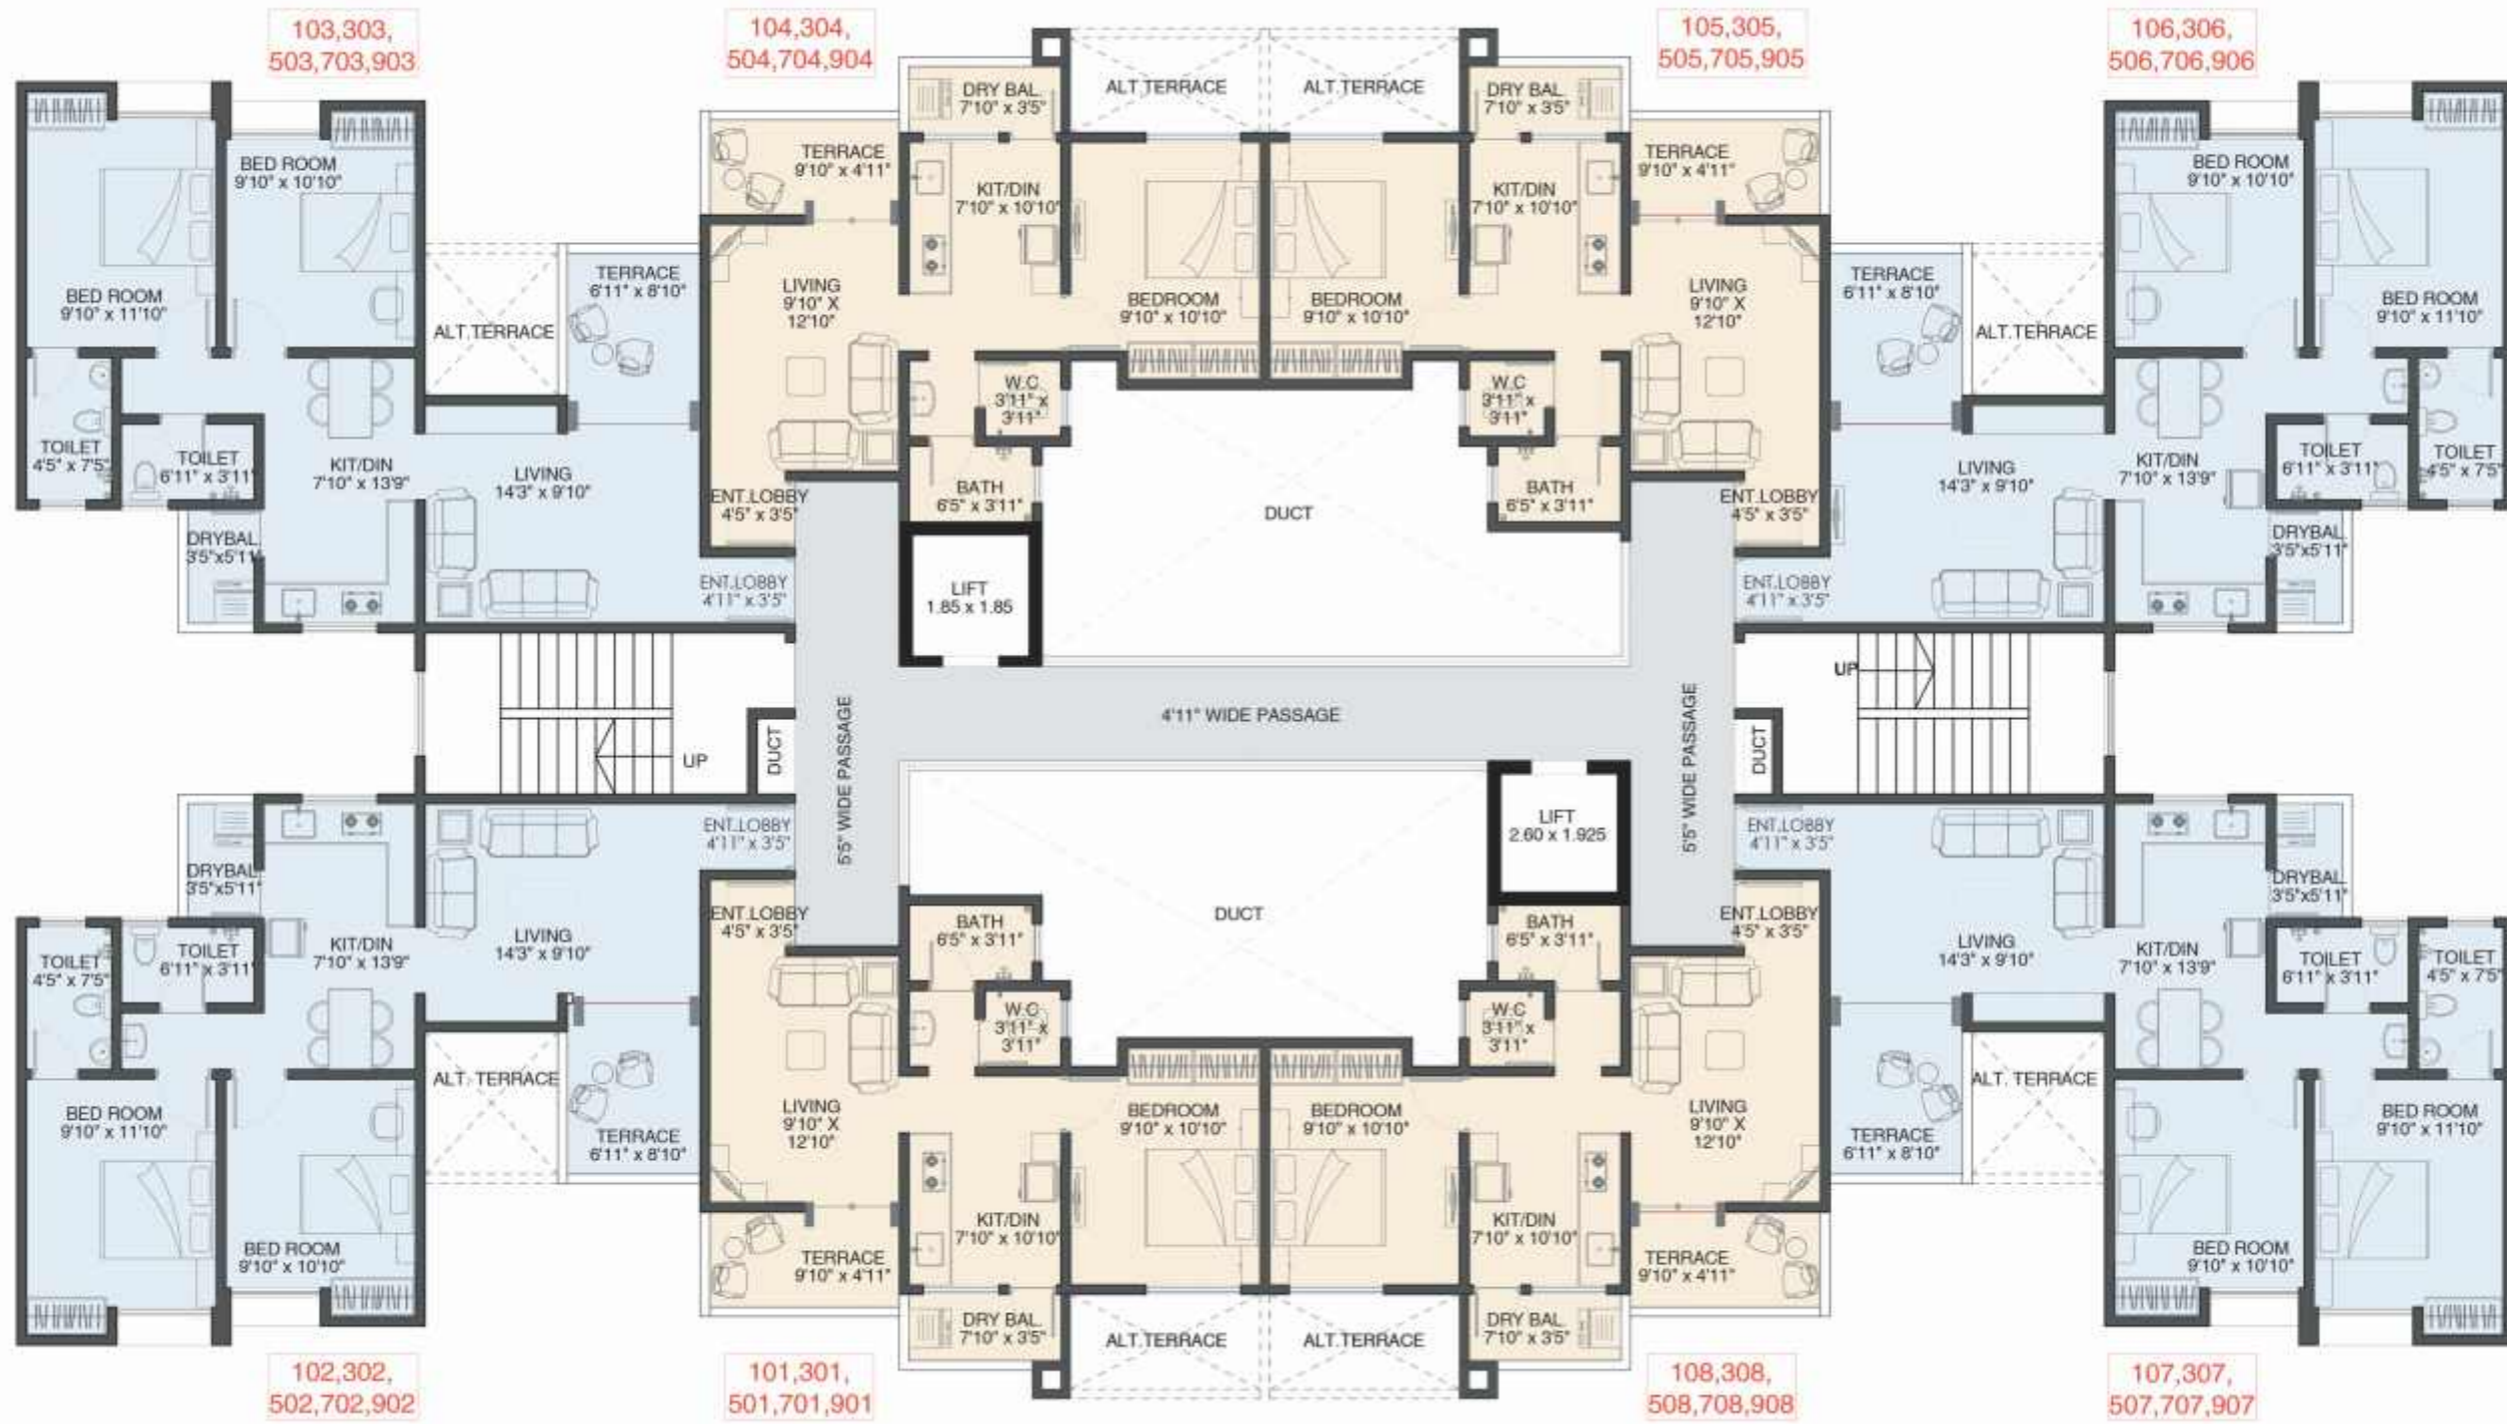 103,303,
503,703,903
104,304,
504,704,904
105,305,
505,705,905
106,306,
506,706,906
BED ROOM
9'10" x 11'10"
BED ROOM
9'10" x 10'10"
TOILET
4'5" x 7'5"
TOILET
6'11" x 3'11"
KIT/DIN
7'10" x 13'9"
DRYBAL
3'5"x5'11"
ALT.TERRACE
TERRACE
6'11" x 8'10"
LIVING
14'3" x 9'10"
ENT.LOBBY
4'11" x 3'5"
TERRACE
9'10" x 4'11"
DRY BAL.
7'10" x 3'5"
KIT/DIN
7'10" x 10'10"
LIVING
9'10" X
12'10"
ENT.LOBBY
4'5" x 3'5"
W.C
3'11" x
3'11"
BATH
6'5" x 3'11"
BEDROOM
9'10" x 10'10"
ALT.TERRACE
ALT.TERRACE
BEDROOM
9'10" x 10'10"
DRY BAL.
7'10" x 3'5"
KIT/DIN
7'10" x 10'10"
W.C
3'11" x
3'11"
BATH
6'5" x 3'11"
TERRACE
9'10" x 4'11"
LIVING
9'10" X
12'10"
ENT.LOBBY
4'5" x 3'5"
TERRACE
6'11" x 8'10"
ALT.TERRACE
LIVING
14'3" x 9'10"
ENT.LOBBY
4'11" x 3'5"
BED ROOM
9'10" x 10'10"
BED ROOM
9'10" x 11'10"
KIT/DIN
7'10" x 13'9"
TOILET
6'11" x 3'11"
TOILET
4'5" x 7'5"
DRYBAL
3'5"x5'11"
DUCT
LIFT
1.85 x 1.85
UP
DUCT
5'5" WIDE PASSAGE
4'11" WIDE PASSAGE
5'5" WIDE PASSAGE
UP
DUCT
LIFT
2.60 x 1.925
DUCT
DRYBAL
3'5"x5'11"
TOILET
4'5" x 7'5"
TOILET
6'11" x 3'11"
KIT/DIN
7'10" x 13'9"
LIVING
14'3" x 9'10"
ENT.LOBBY
4'11" x 3'5"
BED ROOM
9'10" x 11'10"
BED ROOM
9'10" x 10'10"
ALT. TERRACE
TERRACE
6'11" x 8'10"
ENT.LOBBY
4'5" x 3'5"
BATH
6'5" x 3'11"
W.C
3'11" x
3'11"
LIVING
9'10" X
12'10"
BEDROOM
9'10" x 10'10"
KIT/DIN
7'10" x 10'10"
TERRACE
9'10" x 4'11"
DRY BAL.
7'10" x 3'5"
ALT.TERRACE
ALT.TERRACE
BATH
6'5" x 3'11"
W.C
3'11" x
3'11"
BEDROOM
9'10" x 10'10"
KIT/DIN
7'10" x 10'10"
DRY BAL.
7'10" x 3'5"
ENT.LOBBY
4'5" x 3'5"
LIVING
9'10" X
12'10"
TERRACE
9'10" x 4'11"
ENT.LOBBY
4'11" x 3'5"
LIVING
14'3" x 9'10"
TERRACE
6'11" x 8'10"
ALT. TERRACE
KIT/DIN
7'10" x 13'9"
DRYBAL
3'5"x5'11"
TOILET
6'11" x 3'11"
TOILET
4'5" x 7'5"
BED ROOM
9'10" x 11'10"
BED ROOM
9'10" x 10'10"
102,302,
502,702,902
101,301,
501,701,901
108,308,
508,708,908
107,307,
507,707,907